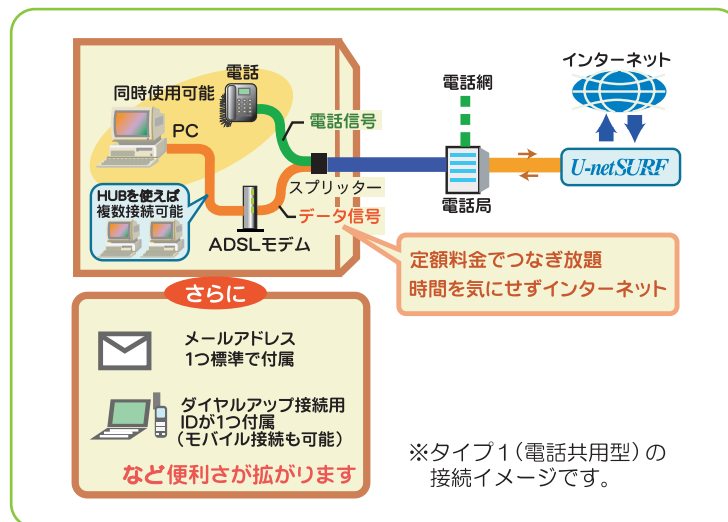 電話
同時使用可能
PC
電話信号
スプリッター
HUBを使えば
複数接続可能
データ信号
ADSLモデム
電話網
電話局
インターネット
U-netSURF
定額料金でつなぎ放題
時間を気にせずインターネット
さらに
メールアドレス
1つ標準で付属
ダイヤルアップ接続用
IDが1つ付属
（モバイル接続も可能）
など便利さが拡がります
※タイプ1（電話共用型）の
接続イメージです。